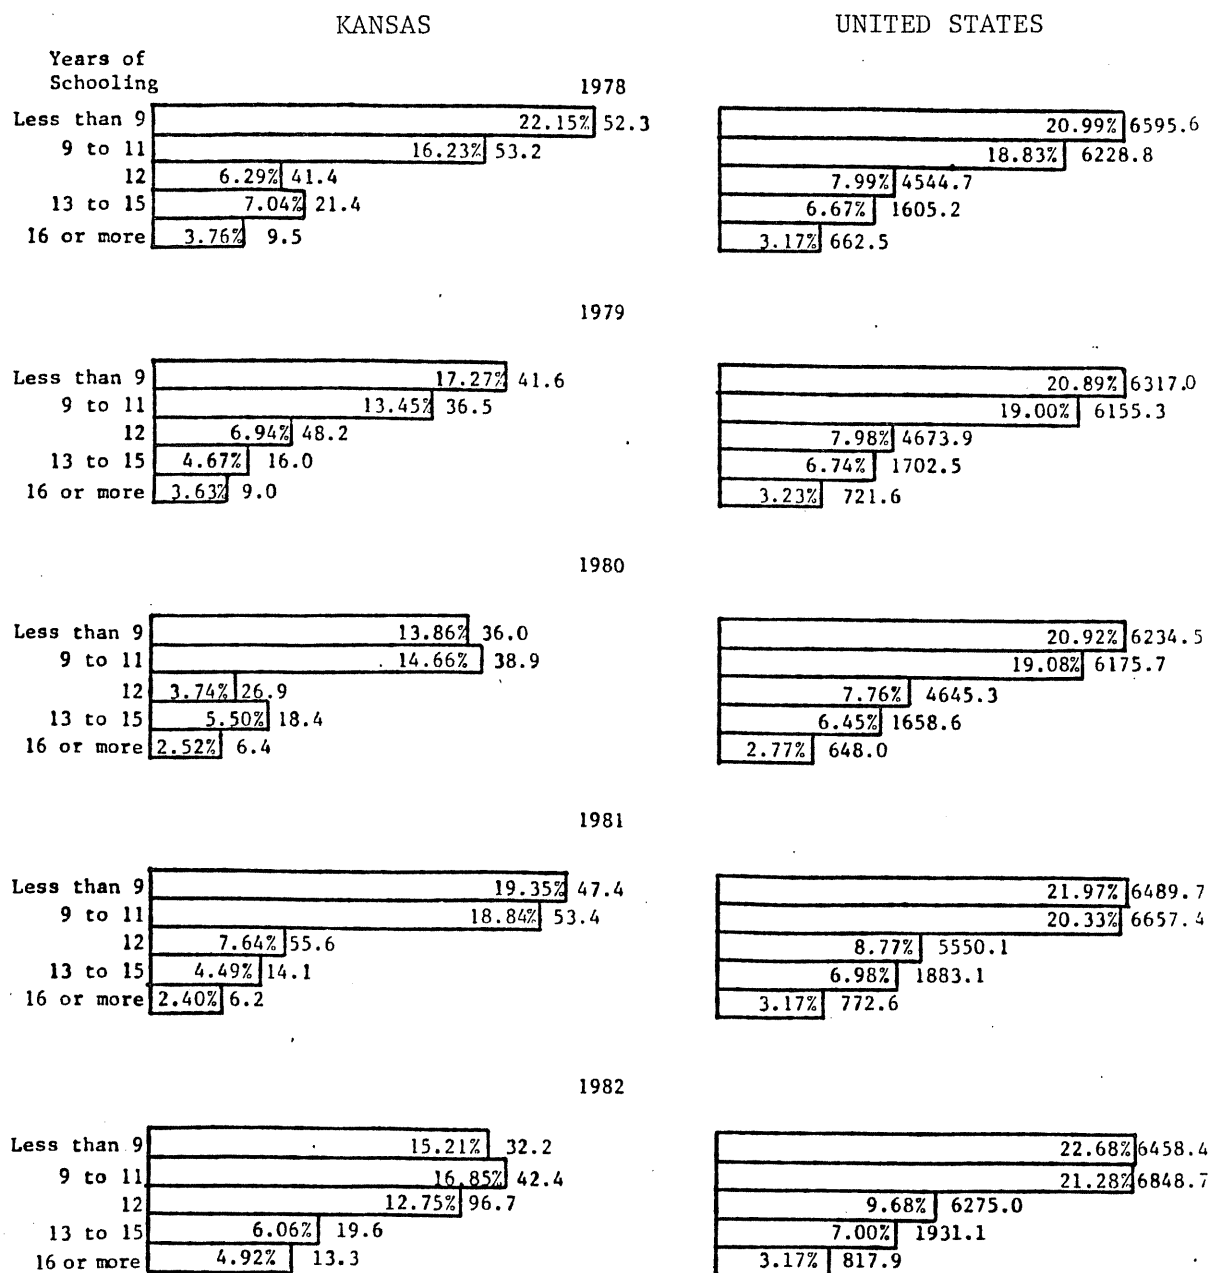 KANSAS UNITED STATES
Years of
Schooling 1978
Less than 9 22.15% 52.3 20.99% 6595.6
9 to 11 16.23% 53.2 18.83% 6228.8
12 6.29% 41.4 7.99% 4544.7
13 to 15 7.04% 21.4 6.67% 1605.2
16 or more 3.76% 9.5 3.17% 662.5
1979
Less than 9 17.27% 41.6 20.89% 6317.0
9 to 11 13.45% 36.5 19.00% 6155.3
12 6.94% 48.2 7.98% 4673.9
13 to 15 4.67% 16.0 6.74% 1702.5
16 or more 3.63% 9.0 3.23% 721.6
1980
Less than 9 13.86% 36.0 20.92% 6234.5
9 to 11 14.66% 38.9 19.08% 6175.7
12 3.74% 26.9 7.76% 4645.3
13 to 15 5.50% 18.4 6.45% 1658.6
16 or more 2.52% 6.4 2.77% 648.0
1981
Less than 9 19.35% 47.4 21.97% 6489.7
9 to 11 18.84% 53.4 20.33% 6657.4
12 7.64% 55.6 8.77% 5550.1
13 to 15 4.49% 14.1 6.98% 1883.1
16 or more 2.40% 6.2 3.17% 772.6
1982
Less than 9 15.21% 32.2 22.68% 6458.4
9 to 11 16.85% 42.4 21.28% 6848.7
12 12.75% 96.7 9.68% 6275.0
13 to 15 6.06% 19.6 7.00% 1931.1
16 or more 4.92% 13.3 3.17% 817.9